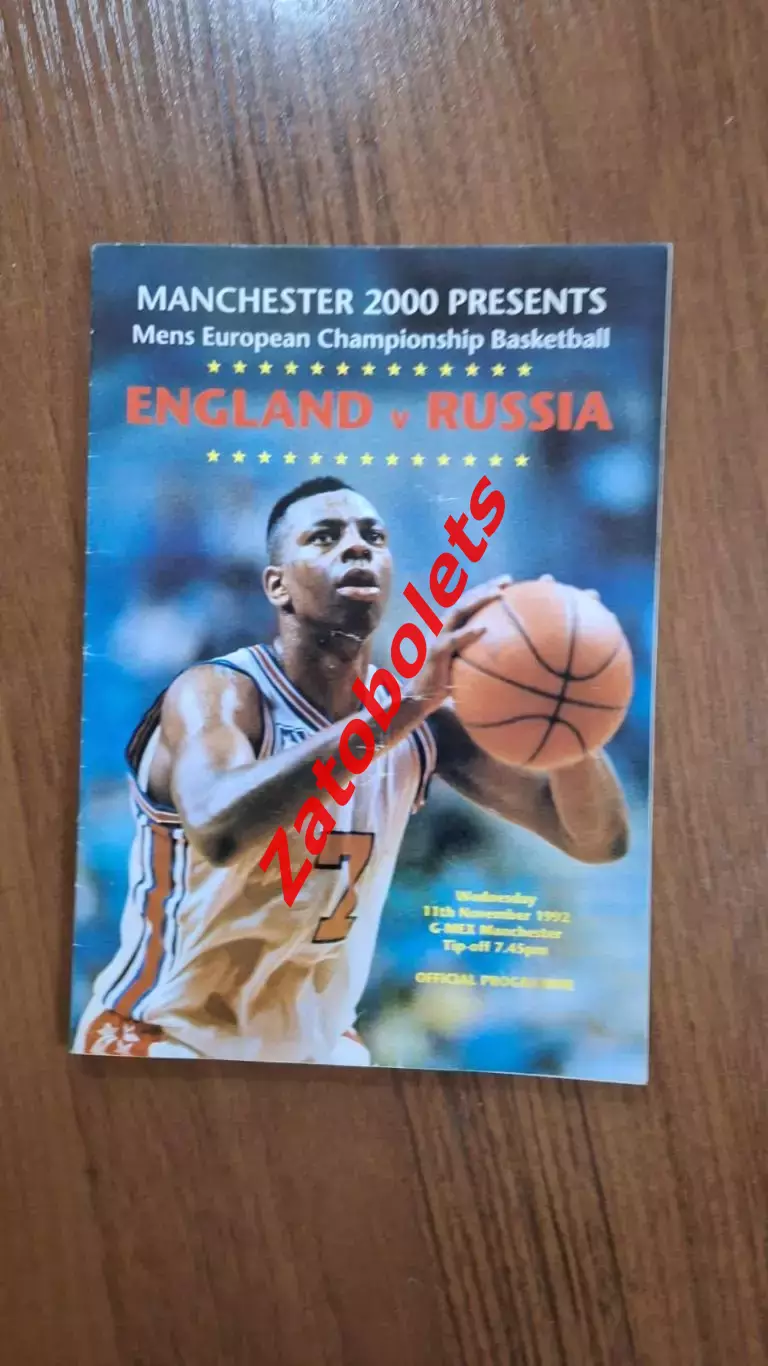 MANCHESTER 2000 PRESENTS
Mens European Championship Basketball
ENGLAND v RUSSIA
Zatobolets
7
Wednesday
11th November 1992
G-MEX Manchester
Tip-off 7.45pm
OFFICIAL PROGRAMME